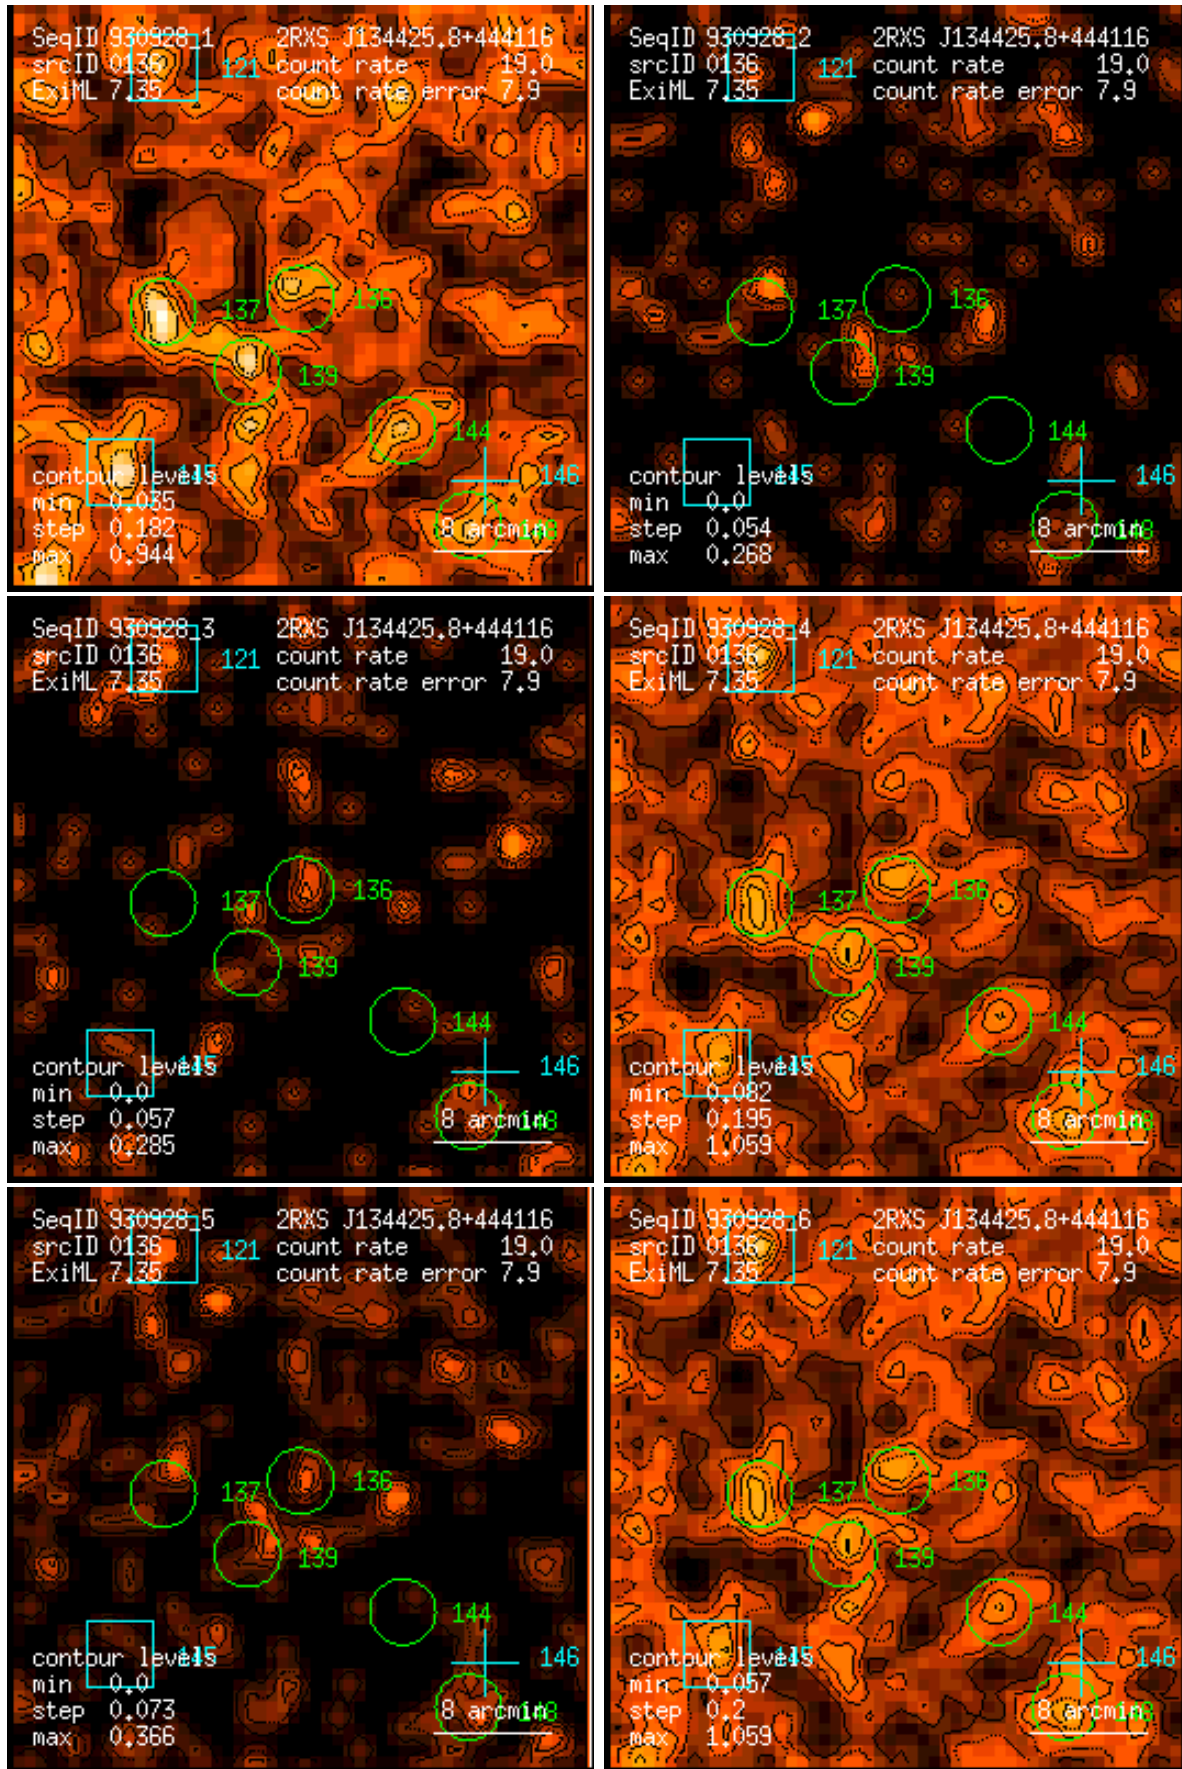 SeqID 930928_1 2RXS J134425.8+444116
srcID 0136 121 count rate 19.0
ExiML 7.35 count rate error 7.9
137 136
139
144
contour levels 145 146
min 0.035
step 0.182 8 arcmin 148
max 0.944
SeqID 930928_2 2RXS J134425.8+444116
srcID 0136 121 count rate 19.0
ExiML 7.35 count rate error 7.9
137 136
139
144
contour levels 145 146
min 0.0
step 0.054 8 arcmin 148
max 0.268
SeqID 930928_3 2RXS J134425.8+444116
srcID 0136 121 count rate 19.0
ExiML 7.35 count rate error 7.9
137 136
139
144
contour levels 145 146
min 0.0
step 0.057 8 arcmin 148
max 0.285
SeqID 930928_4 2RXS J134425.8+444116
srcID 0136 121 count rate 19.0
ExiML 7.35 count rate error 7.9
137 136
139
144
contour levels 145 146
min 0.082
step 0.195 8 arcmin 148
max 1.059
SeqID 930928_5 2RXS J134425.8+444116
srcID 0136 121 count rate 19.0
ExiML 7.35 count rate error 7.9
137 136
139
144
contour levels 145 146
min 0.0
step 0.073 8 arcmin 148
max 0.366
SeqID 930928_6 2RXS J134425.8+444116
srcID 0136 121 count rate 19.0
ExiML 7.35 count rate error 7.9
137 136
139
144
contour levels 145 146
min 0.057
step 0.2 8 arcmin 148
max 1.059